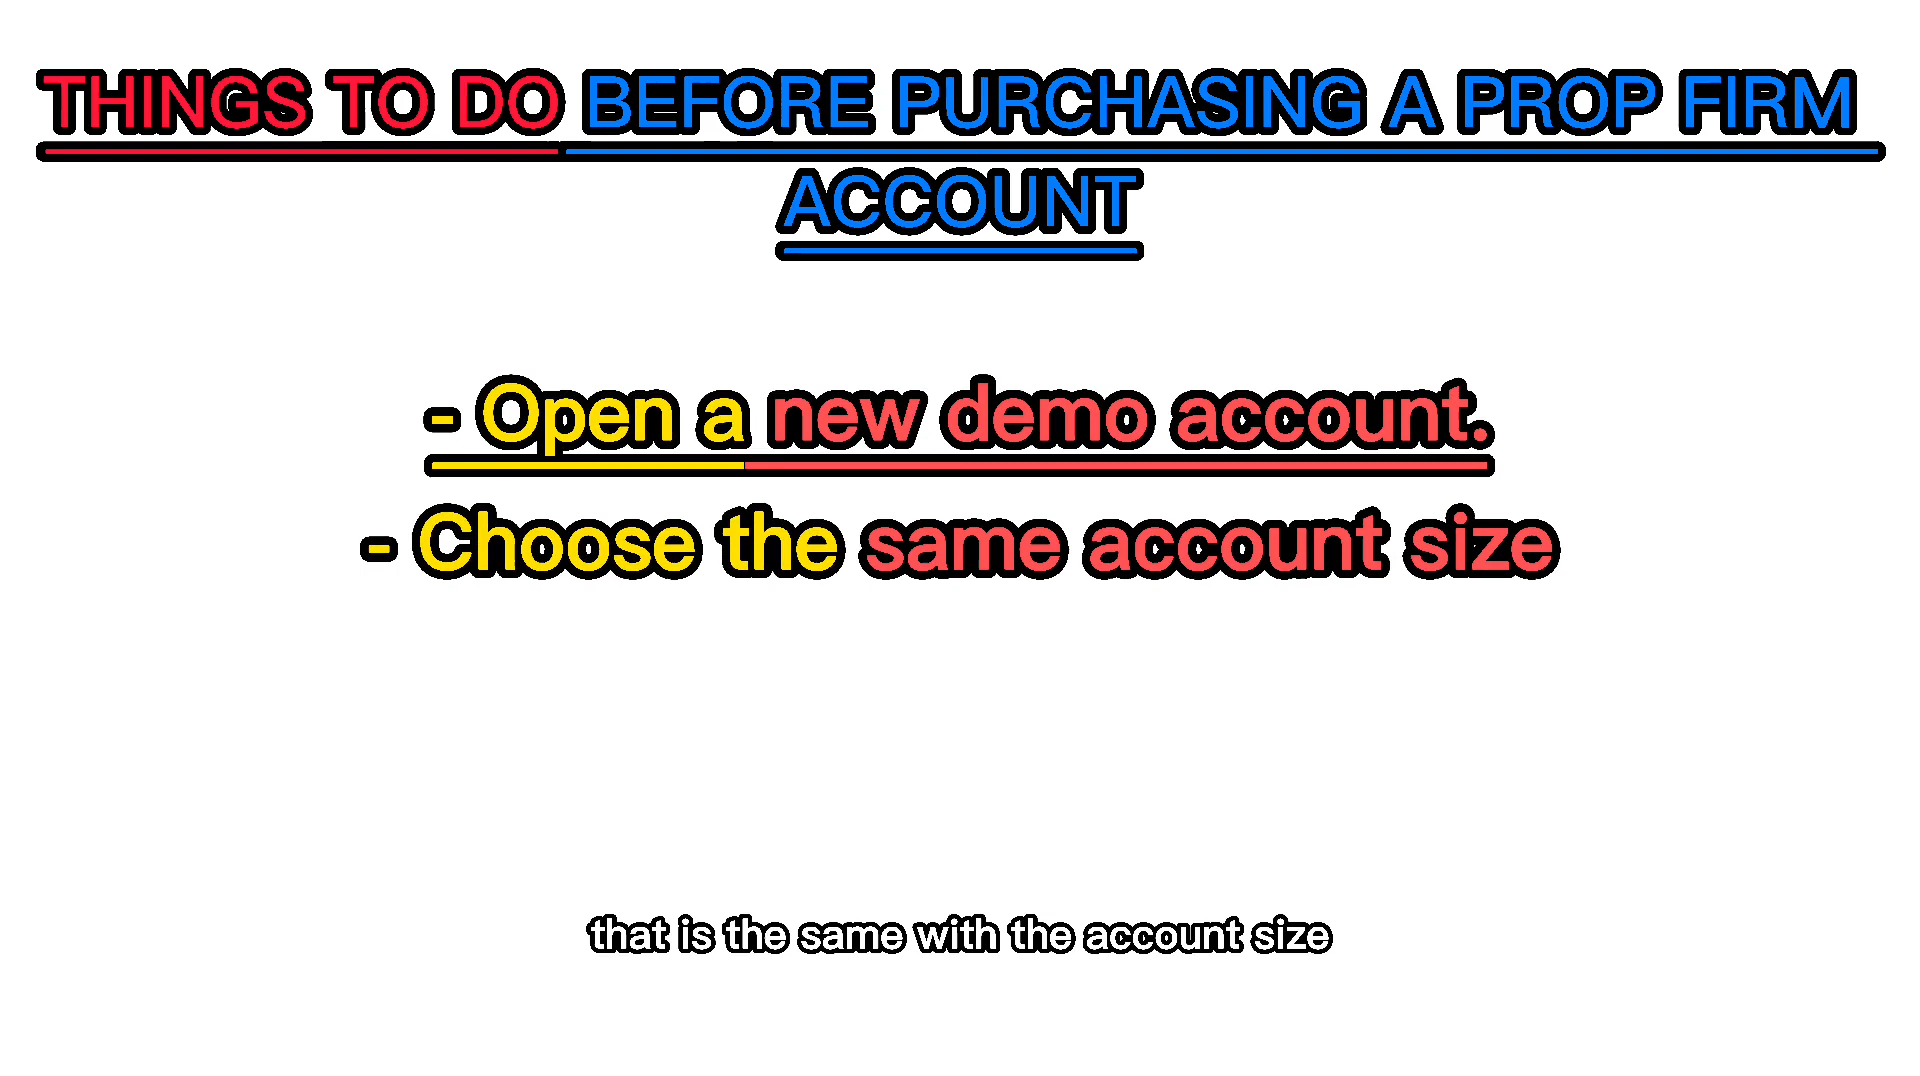 THINGS TO DO BEFORE PURCHASING A PROP FIRM
ACCOUNT
- Open a new demo account.
- Choose the same account size
that is the same with the account size